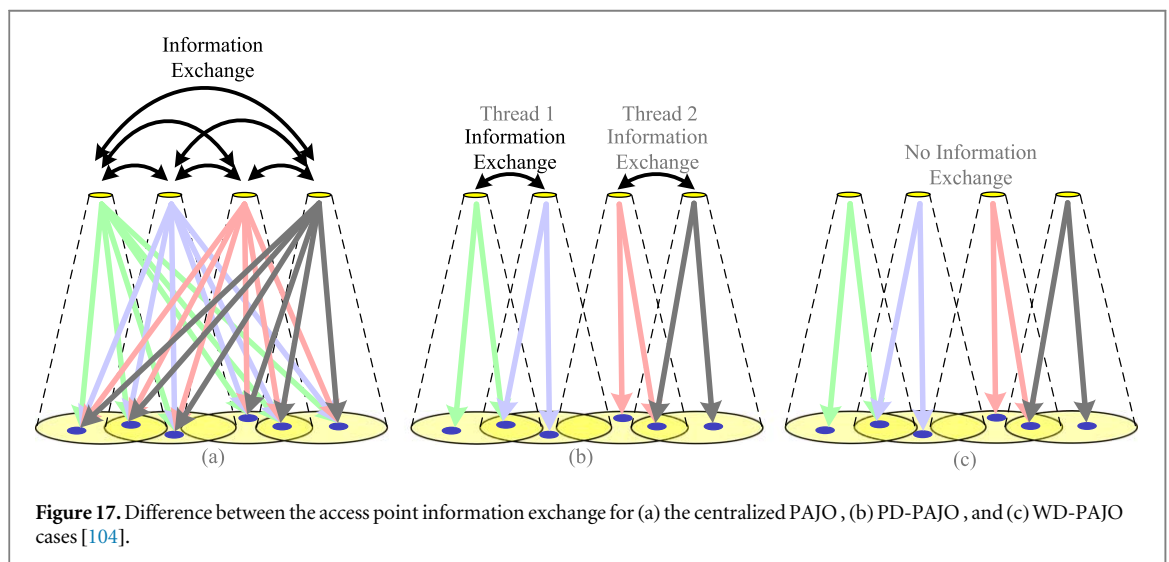 Information
Exchange
Thread 1
Information
Exchange
Thread 2
Information
Exchange
No Information
Exchange
(a)
(b)
(c)
Figure 17. Difference between the access point information exchange for (a) the centralized PAJO , (b) PD-PAJO , and (c) WD-PAJO
cases [104].